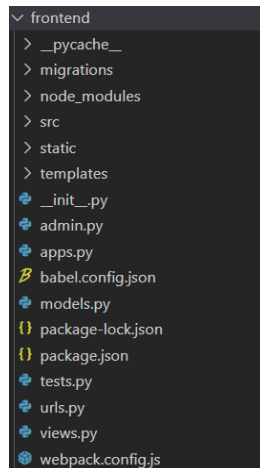 frontend
__pycache__
migrations
node_modules
src
static
templates
__init__.py
admin.py
apps.py
babel.config.json
models.py
package-lock.json
package.json
tests.py
urls.py
views.py
webpack.config.js